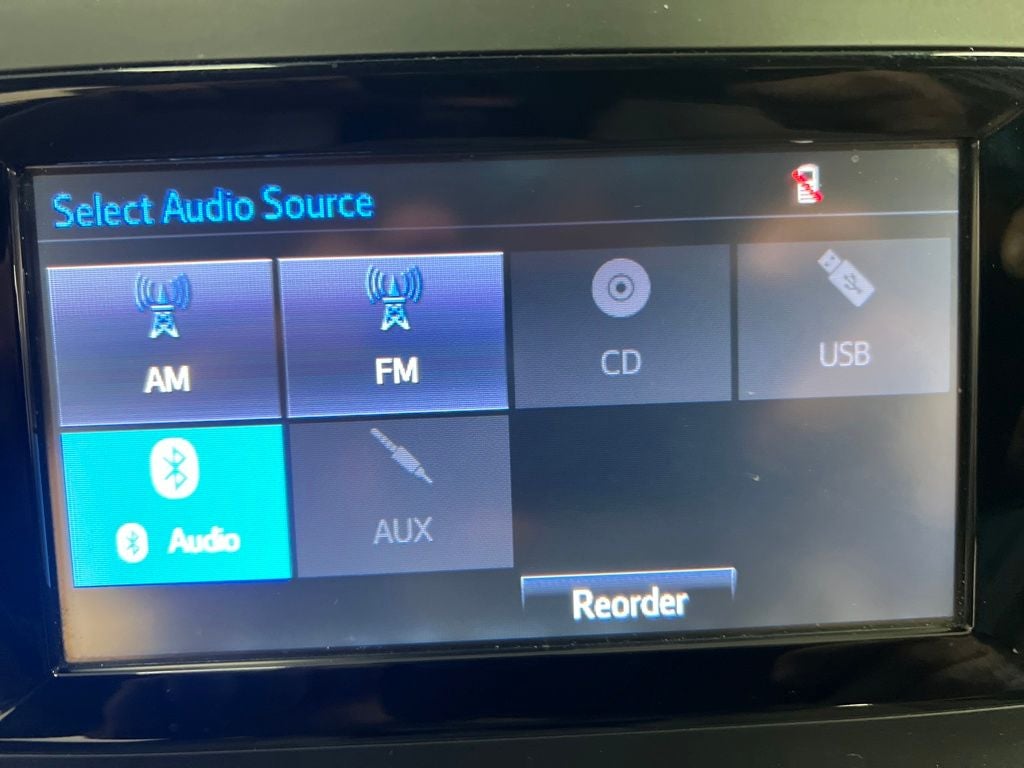 Select Audio Source
AM
FM
CD
USB
Audio
AUX
Reorder